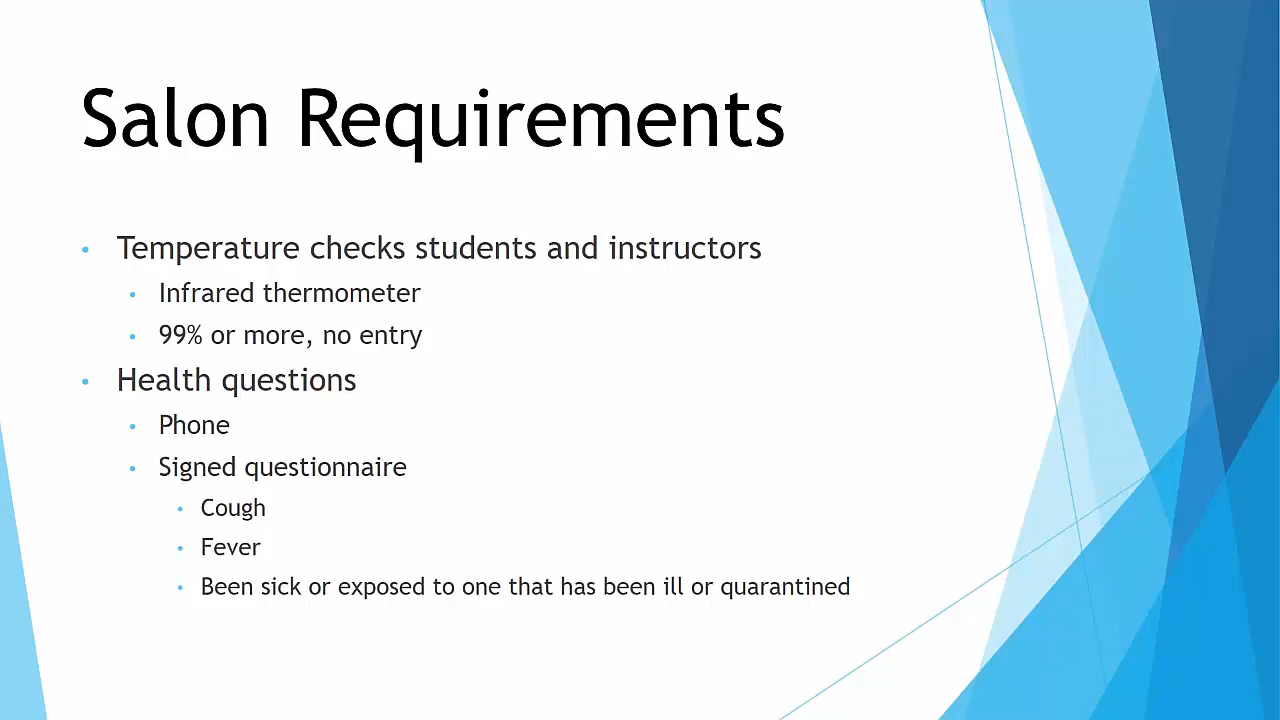 Salon Requirements
• Temperature checks students and instructors
• Infrared thermometer
• 99% or more, no entry
• Health questions
• Phone
• Signed questionnaire
• Cough
• Fever
• Been sick or exposed to one that has been ill or quarantined